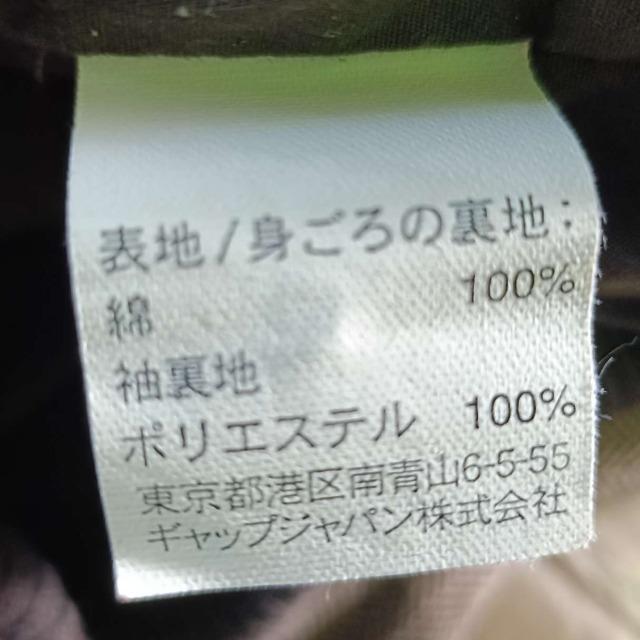 表地/身ごろの裏地:
綿 100%
袖裏地
ポリエステル 100%
東京都港区南青山6-5-55
ギャップジャパン株式会社